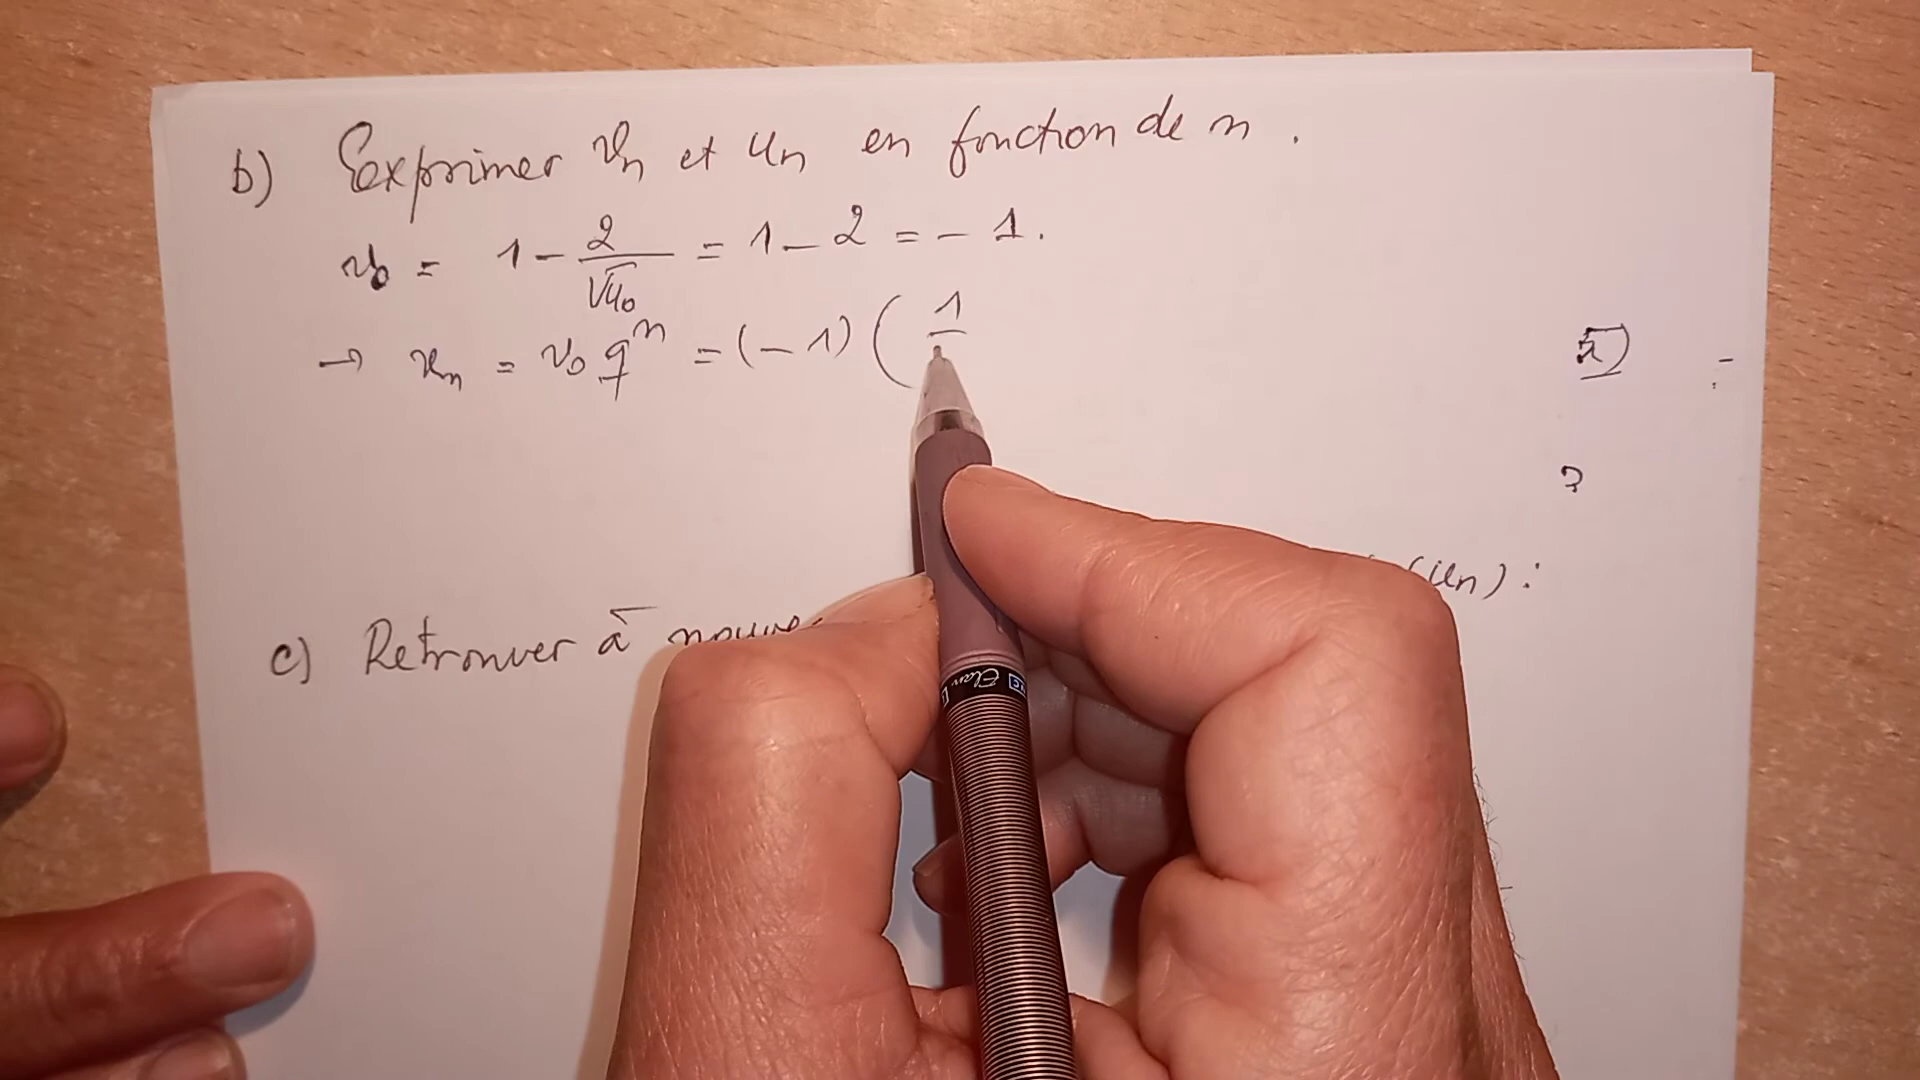 b) Exprimer vn et un en fonction de n.
v0 = 1 - 2/√u0 = 1 - 2 = - 1.
→ vn = v0 q^n = (-1) ( 1
?
(un) :
c) Retrouver à
Elan